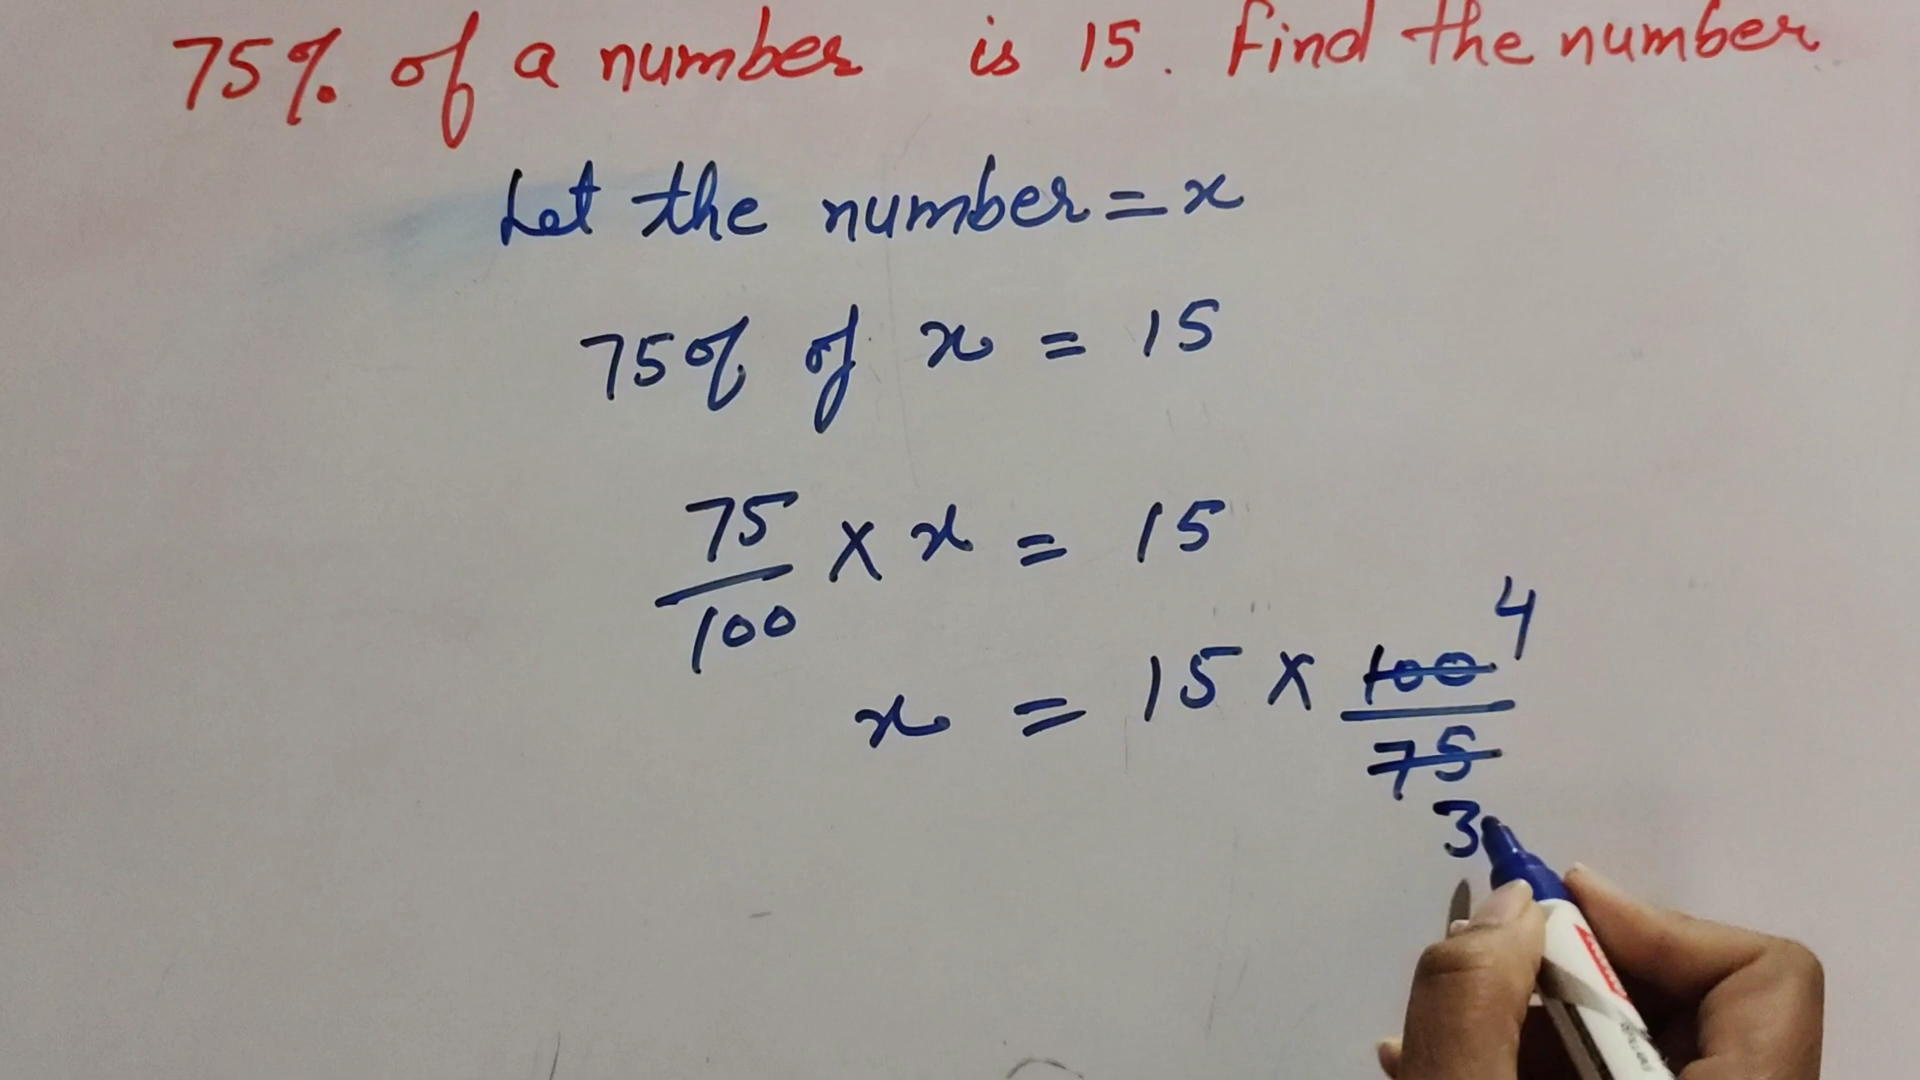 75% of a number is 15. Find the number
Let the number = x
75% of x = 15
75/100 × x = 15
x = 15 × 100/75 4 3